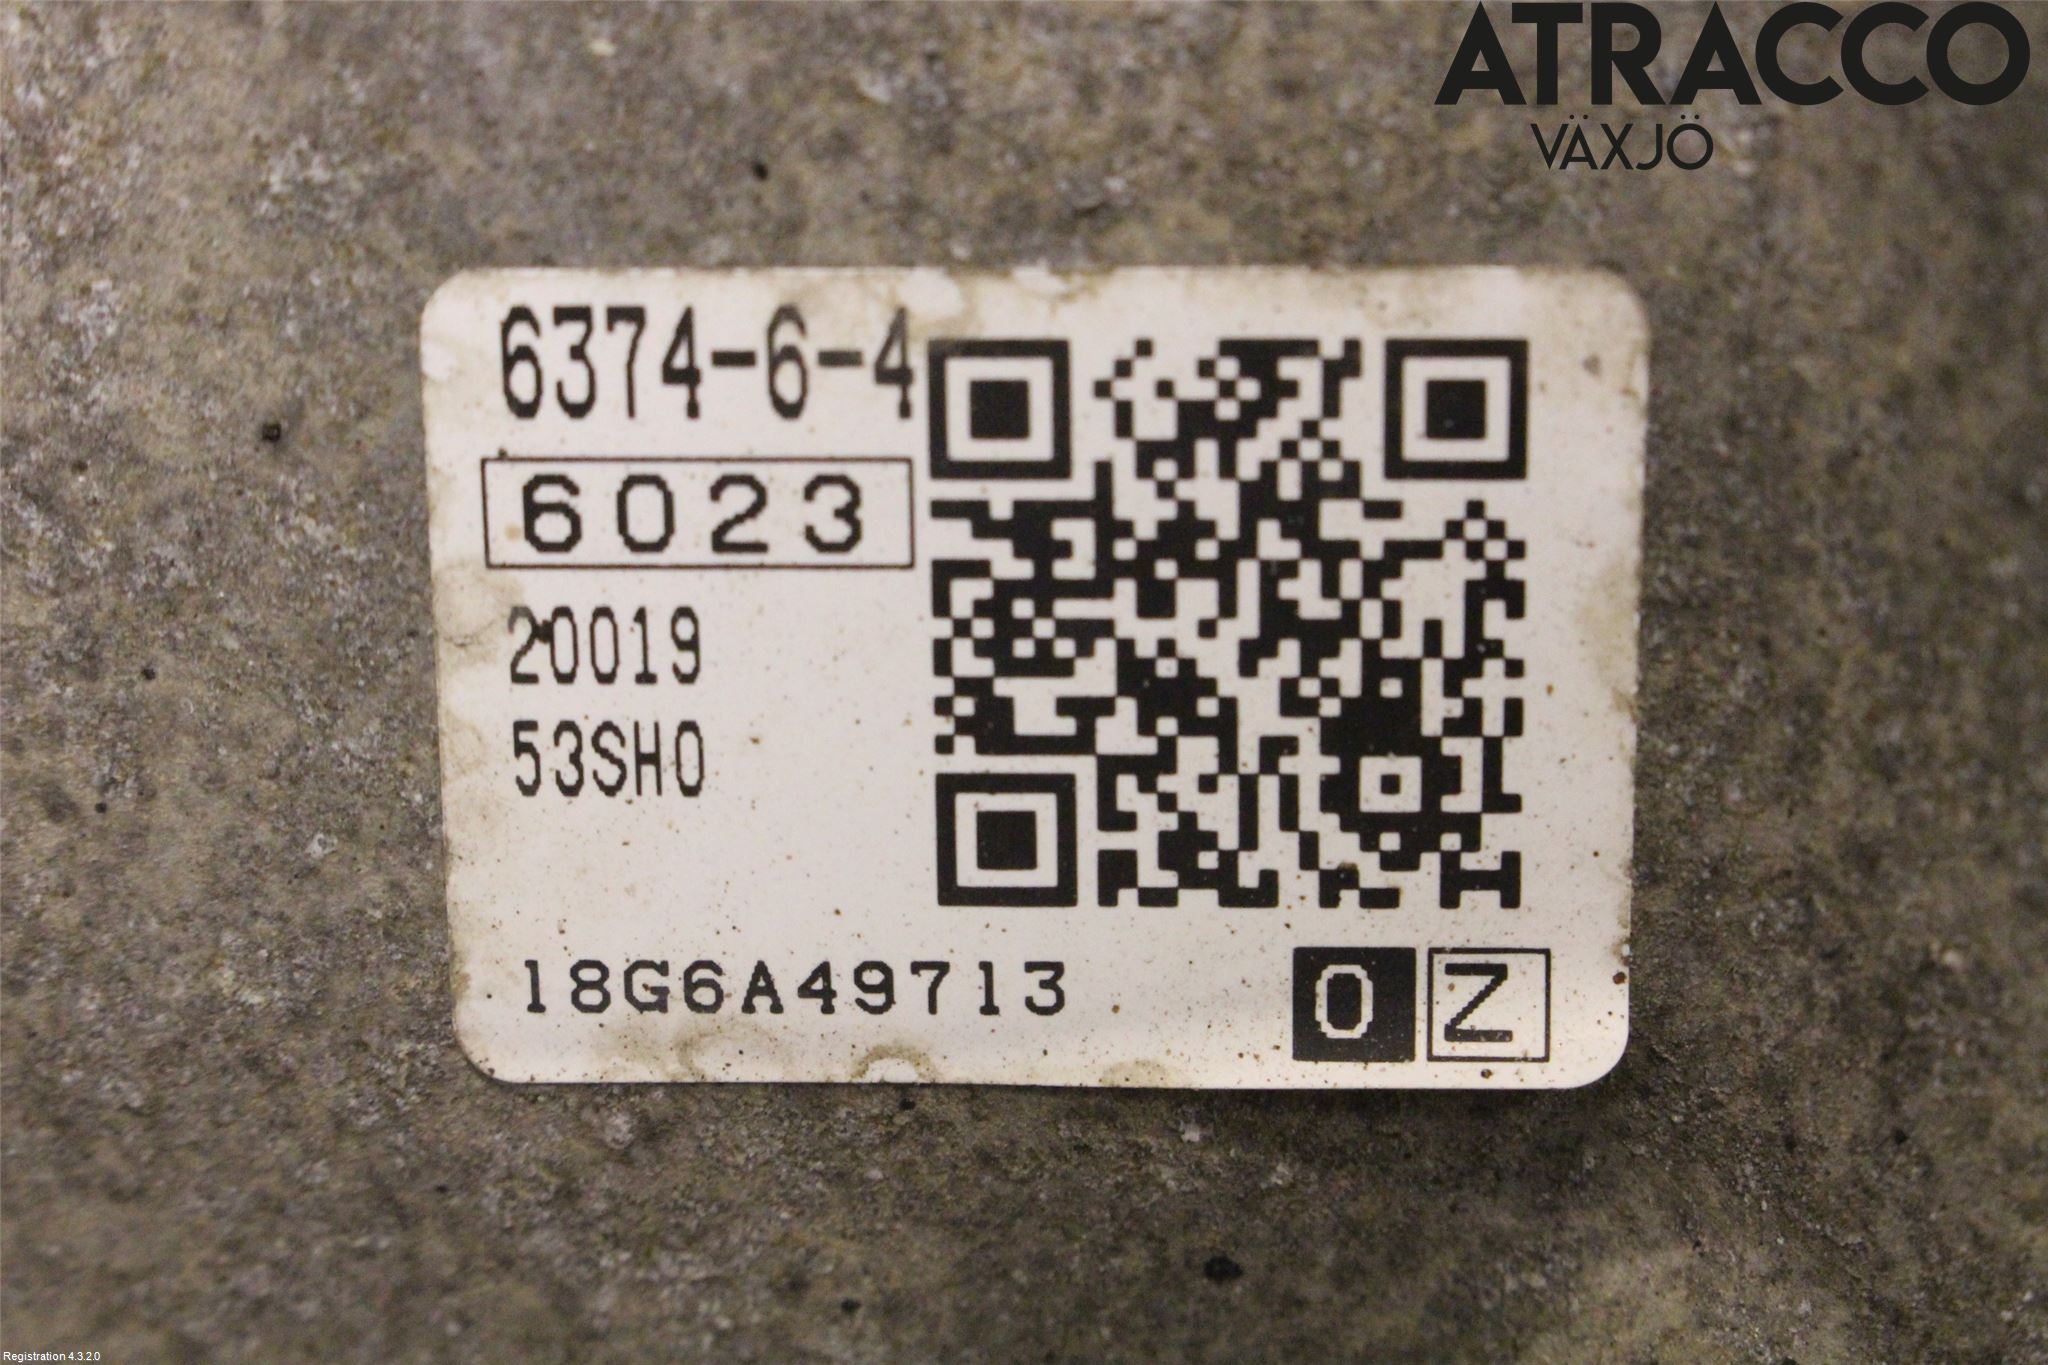 ATRACCO
VÄXJÖ
6374-6-4
6023
20019
53SH0
18G6A49713
0 Z
Registration 4.3.2.0